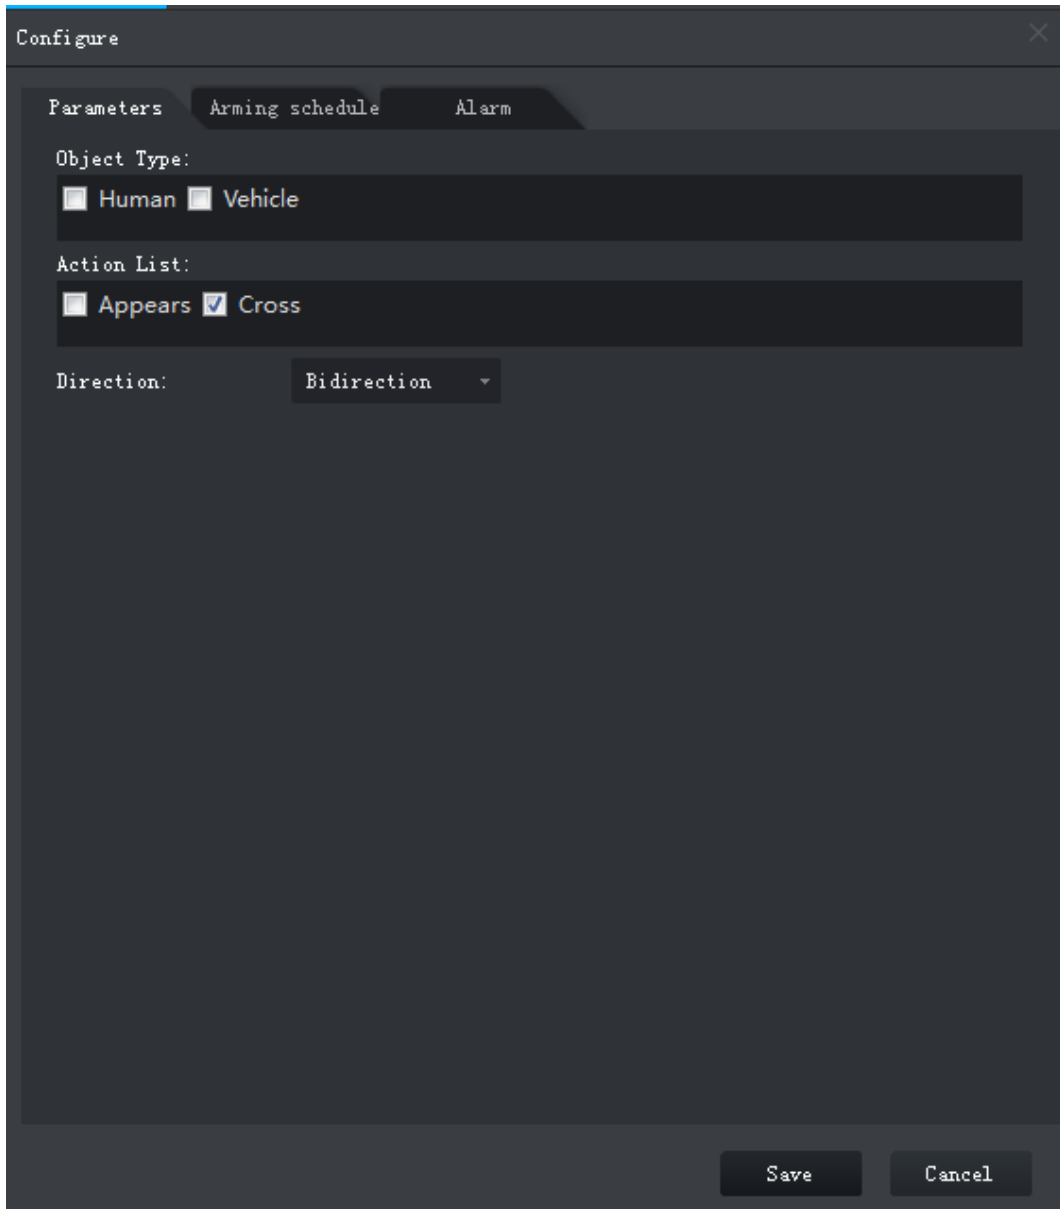 Configure
Parameters Arming schedule Alarm
Object Type:
Human Vehicle
Action List:
Appears Cross
Direction: Bidirection
Save Cancel